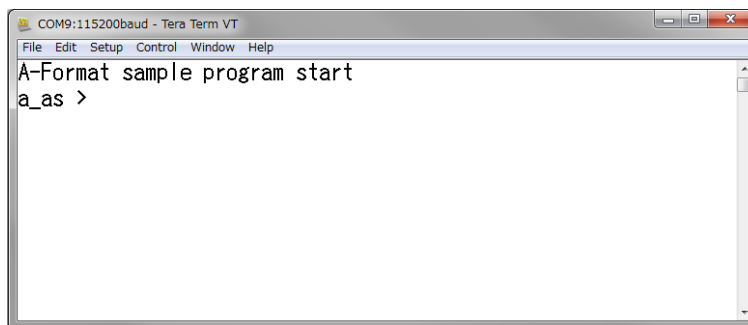 COM9:115200baud - Tera Term VT
File Edit Setup Control Window Help
A-Format sample program start
a_as >